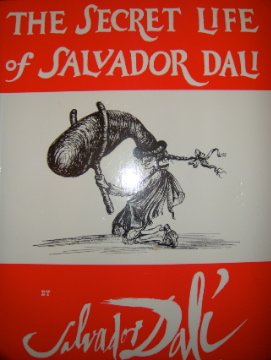 THE SECRET LIFE
of SALVADOR DALI
BY
Salvador Dalí